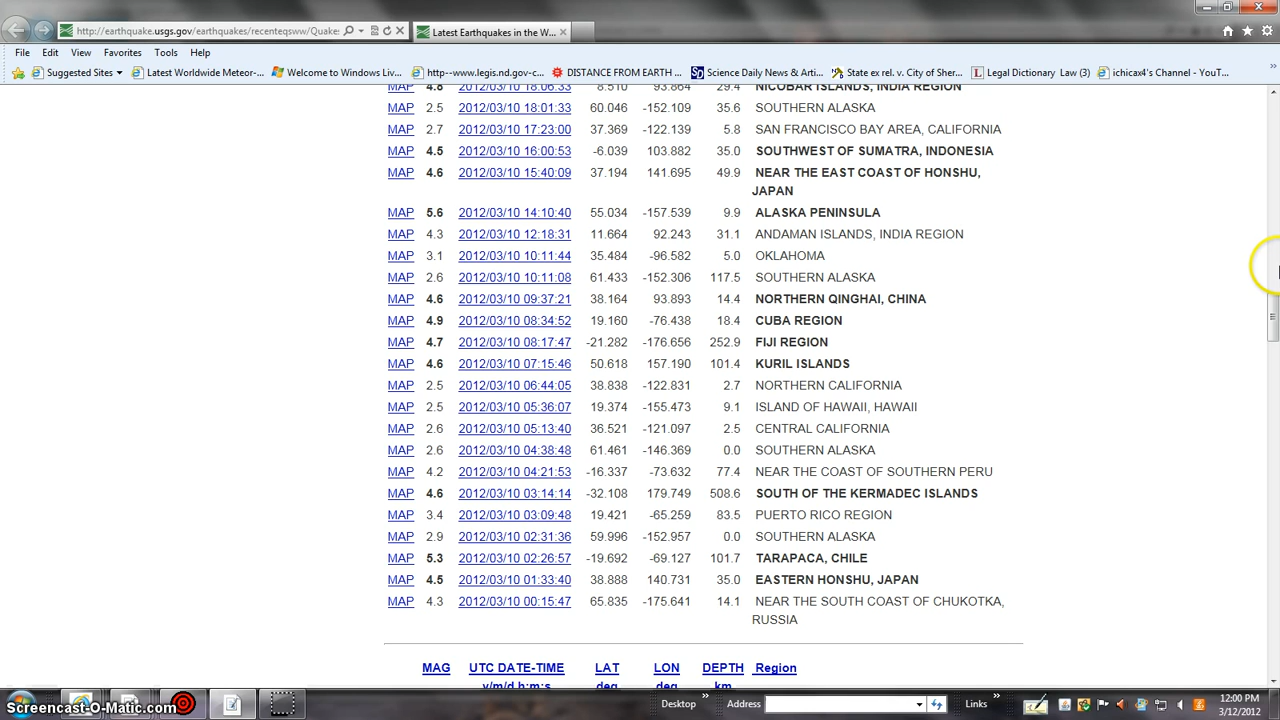 http://earthquake.usgs.gov/earthquakes/recenteqsww/Quake
Latest Earthquakes in the W...
File Edit View Favorites Tools Help
Suggested Sites Latest Worldwide Meteor-... Welcome to Windows Liv... http--www.legis.nd.gov-c... DISTANCE FROM EARTH ... Science Daily News & Arti... State ex rel. v. City of Sher... Legal Dictionary Law (3) ichicax4's Channel - YouT...
MAP 4.8 2012/03/10 18:06:33 8.510 93.864 29.4 NICOBAR ISLANDS, INDIA REGION
MAP 2.5 2012/03/10 18:01:33 60.046 -152.109 35.6 SOUTHERN ALASKA
MAP 2.7 2012/03/10 17:23:00 37.369 -122.139 5.8 SAN FRANCISCO BAY AREA, CALIFORNIA
MAP 4.5 2012/03/10 16:00:53 -6.039 103.882 35.0 SOUTHWEST OF SUMATRA, INDONESIA
MAP 4.6 2012/03/10 15:40:09 37.194 141.695 49.9 NEAR THE EAST COAST OF HONSHU,
JAPAN
MAP 5.6 2012/03/10 14:10:40 55.034 -157.539 9.9 ALASKA PENINSULA
MAP 4.3 2012/03/10 12:18:31 11.664 92.243 31.1 ANDAMAN ISLANDS, INDIA REGION
MAP 3.1 2012/03/10 10:11:44 35.484 -96.582 5.0 OKLAHOMA
MAP 2.6 2012/03/10 10:11:08 61.433 -152.306 117.5 SOUTHERN ALASKA
MAP 4.6 2012/03/10 09:37:21 38.164 93.893 14.4 NORTHERN QINGHAI, CHINA
MAP 4.9 2012/03/10 08:34:52 19.160 -76.438 18.4 CUBA REGION
MAP 4.7 2012/03/10 08:17:47 -21.282 -176.656 252.9 FIJI REGION
MAP 4.6 2012/03/10 07:15:46 50.618 157.190 101.4 KURIL ISLANDS
MAP 2.5 2012/03/10 06:44:05 38.838 -122.831 2.7 NORTHERN CALIFORNIA
MAP 2.5 2012/03/10 05:36:07 19.374 -155.473 9.1 ISLAND OF HAWAII, HAWAII
MAP 2.6 2012/03/10 05:13:40 36.521 -121.097 2.5 CENTRAL CALIFORNIA
MAP 2.6 2012/03/10 04:38:48 61.461 -146.369 0.0 SOUTHERN ALASKA
MAP 4.2 2012/03/10 04:21:53 -16.337 -73.632 77.4 NEAR THE COAST OF SOUTHERN PERU
MAP 4.6 2012/03/10 03:14:14 -32.108 179.749 508.6 SOUTH OF THE KERMADEC ISLANDS
MAP 3.4 2012/03/10 03:09:48 19.421 -65.259 83.5 PUERTO RICO REGION
MAP 2.9 2012/03/10 02:31:36 59.996 -152.957 0.0 SOUTHERN ALASKA
MAP 5.3 2012/03/10 02:26:57 -19.692 -69.127 101.7 TARAPACA, CHILE
MAP 4.5 2012/03/10 01:33:40 38.888 140.731 35.0 EASTERN HONSHU, JAPAN
MAP 4.3 2012/03/10 00:15:47 65.835 -175.641 14.1 NEAR THE SOUTH COAST OF CHUKOTKA,
RUSSIA
MAG UTC DATE-TIME LAT LON DEPTH Region
y/m/d h:m:s deg deg km
Screencast-O-Matic.com
Desktop Address Links
12:00 PM
3/12/2012